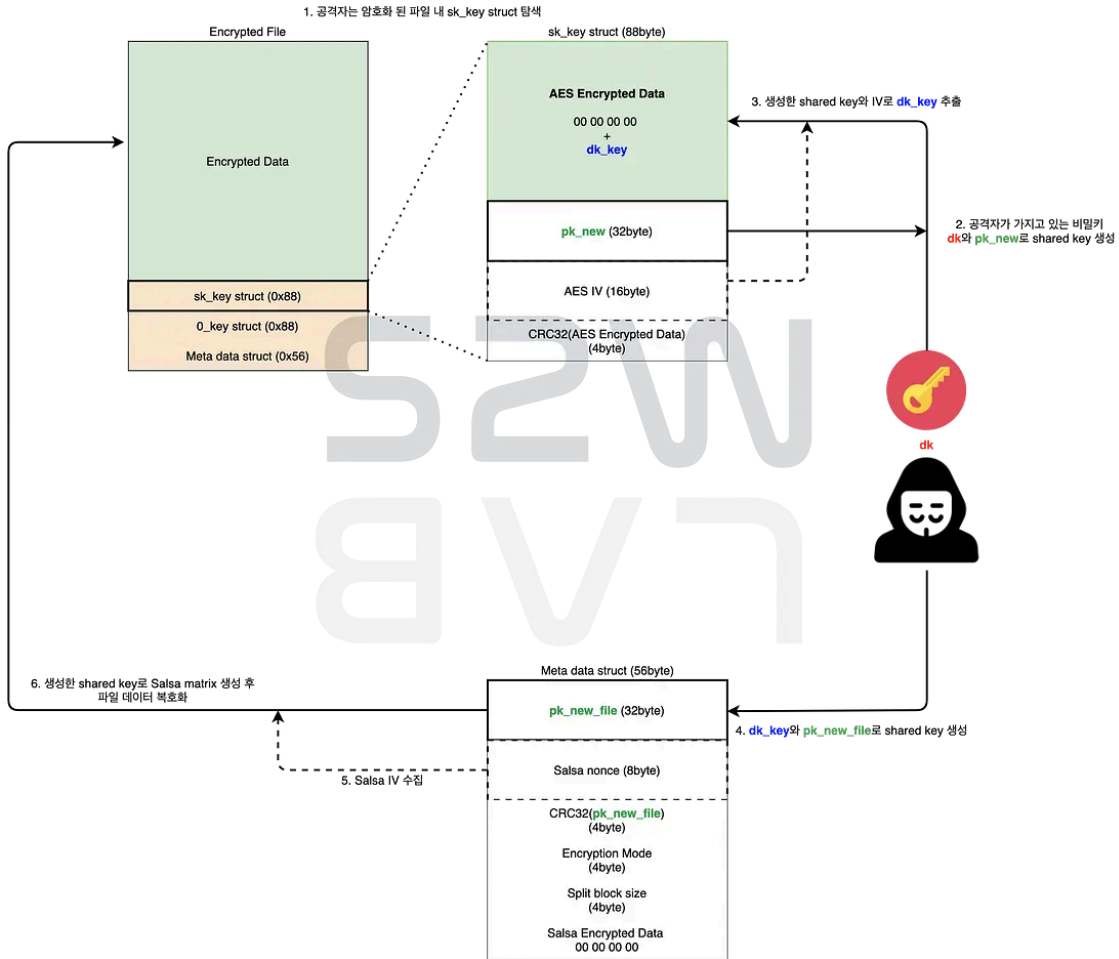 1. 공격자는 암호화 된 파일 내 sk_key struct 탐색
Encrypted File
Encrypted Data
sk_key struct (0x88)
0_key struct (0x88)
Meta data struct (0x56)
sk_key struct (88byte)
AES Encrypted Data
00 00 00 00
+
dk_key
pk_new (32byte)
AES IV (16byte)
CRC32(AES Encrypted Data)
(4byte)
3. 생성한 shared key와 IV로 dk_key 추출
2. 공격자가 가지고 있는 비밀키
dk와 pk_new로 shared key 생성
S2W
LAB
dk
6. 생성한 shared key로 Salsa matrix 생성 후
파일 데이터 복호화
5. Salsa IV 수집
Meta data struct (56byte)
pk_new_file (32byte)
4. dk_key와 pk_new_file로 shared key 생성
Salsa nonce (8byte)
CRC32(pk_new_file)
(4byte)
Encryption Mode
(4byte)
Split block size
(4byte)
Salsa Encrypted Data
00 00 00 00